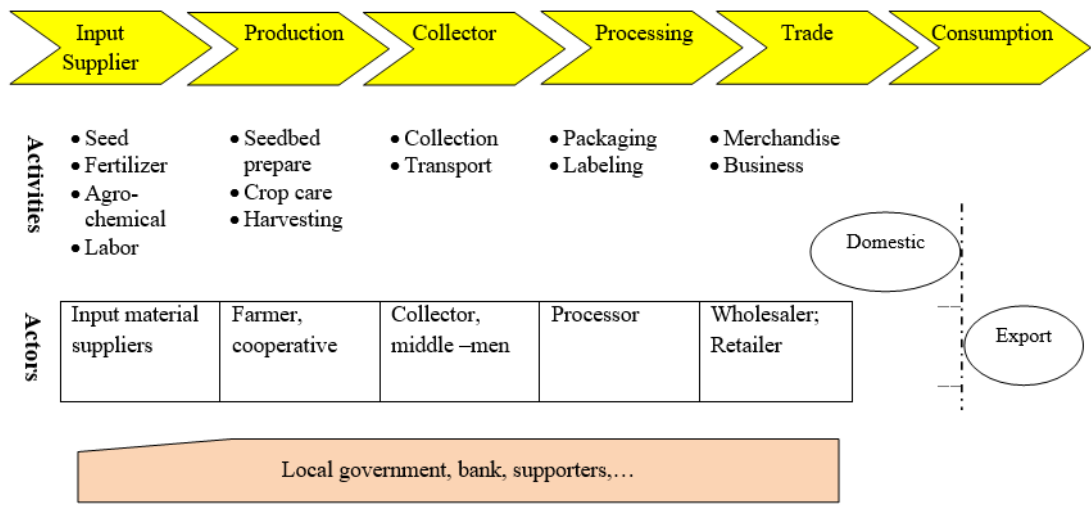 Input
Supplier
Production
Collector
Processing
Trade
Consumption
Activities
• Seed
• Fertilizer
• Agro-
chemical
• Labor
• Seedbed
prepare
• Crop care
• Harvesting
• Collection
• Transport
• Packaging
• Labeling
• Merchandise
• Business
Domestic
Export
Actors
Input material
suppliers
Farmer,
cooperative
Collector,
middle –men
Processor
Wholesaler;
Retailer
Local government, bank, supporters,…